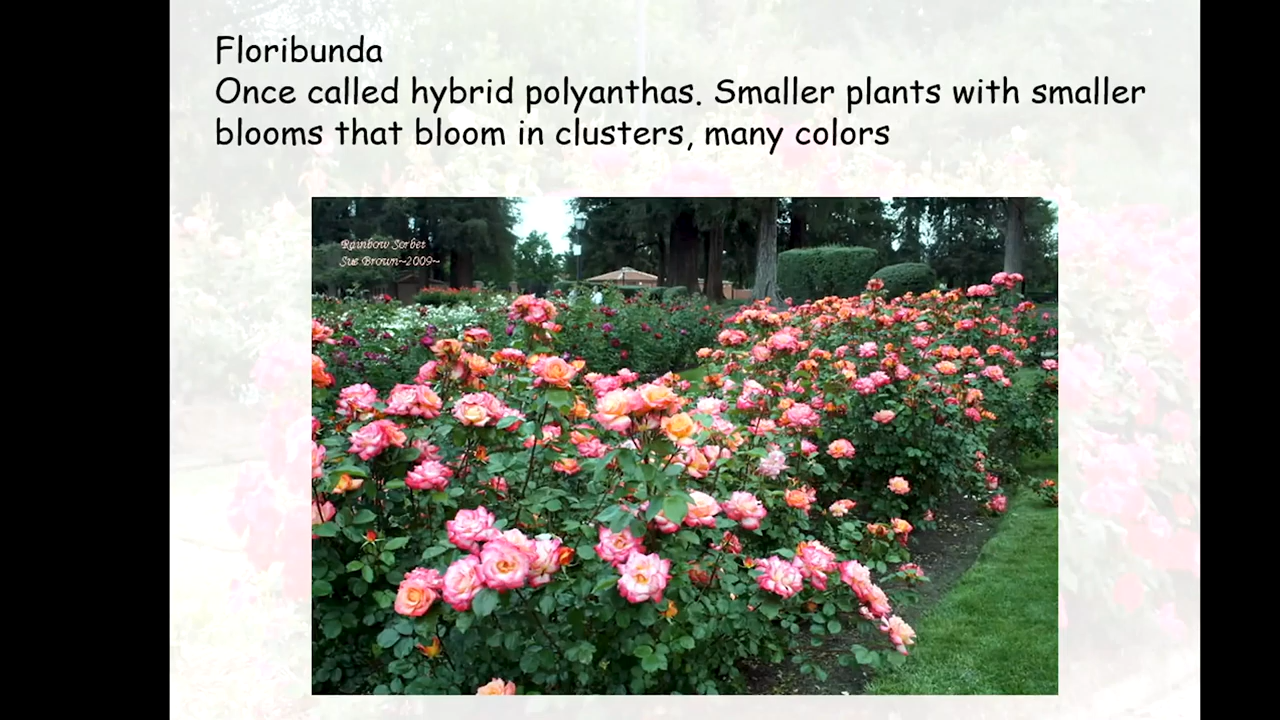 Floribunda
Once called hybrid polyanthas. Smaller plants with smaller
blooms that bloom in clusters, many colors
Rainbow Sorbet
Sue Brown~2009~